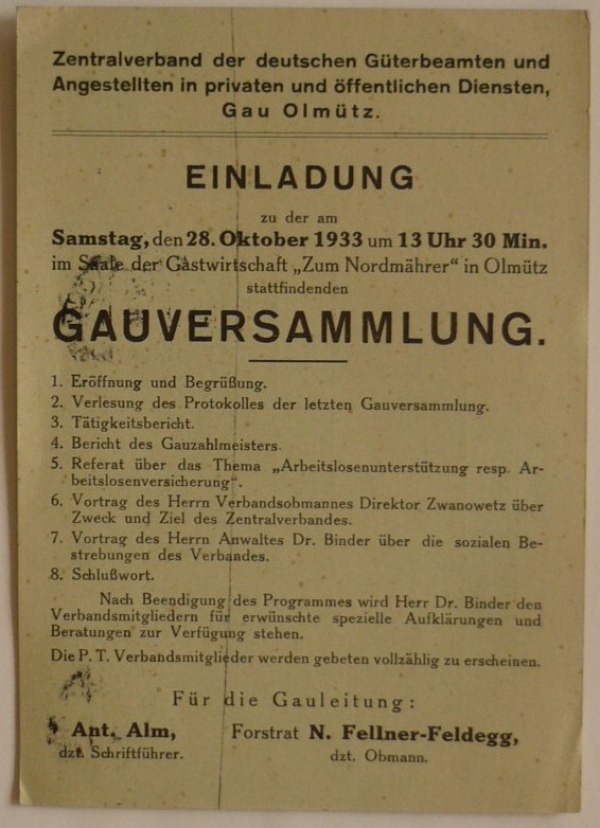 Zentralverband der deutschen Güterbeamten und
Angestellten in privaten und öffentlichen Diensten,
Gau Olmütz.
EINLADUNG
zu der am
Samstag, den 28. Oktober 1933 um 13 Uhr 30 Min.
im Saale der Gastwirtschaft „Zum Nordmährer“ in Olmütz
stattfindenden
GAUVERSAMMLUNG.
1. Eröffnung und Begrüßung.
2. Verlesung des Protokolles der letzten Gauversammlung.
3. Tätigkeitsbericht.
4. Bericht des Gauzahlmeisters.
5. Referat über das Thema „Arbeitslosenunterstützung resp. Ar-
beitslosenversicherung“.
6. Vortrag des Herrn Verbandsobmannes Direktor Zwanowetz über
Zweck und Ziel des Zentralverbandes.
7. Vortrag des Herrn Anwaltes Dr. Binder über die sozialen Be-
strebungen des Verbandes.
8. Schlußwort.
Nach Beendigung des Programmes wird Herr Dr. Binder den
Verbandsmitgliedern für erwünschte spezielle Aufklärungen und
Beratungen zur Verfügung stehen.
Die P. T. Verbandsmitglieder werden gebeten vollzählig zu erscheinen.
Für die Gauleitung:
Ant. Alm, Forstrat N. Fellner-Feldegg,
dzt. Schriftführer. dzt. Obmann.